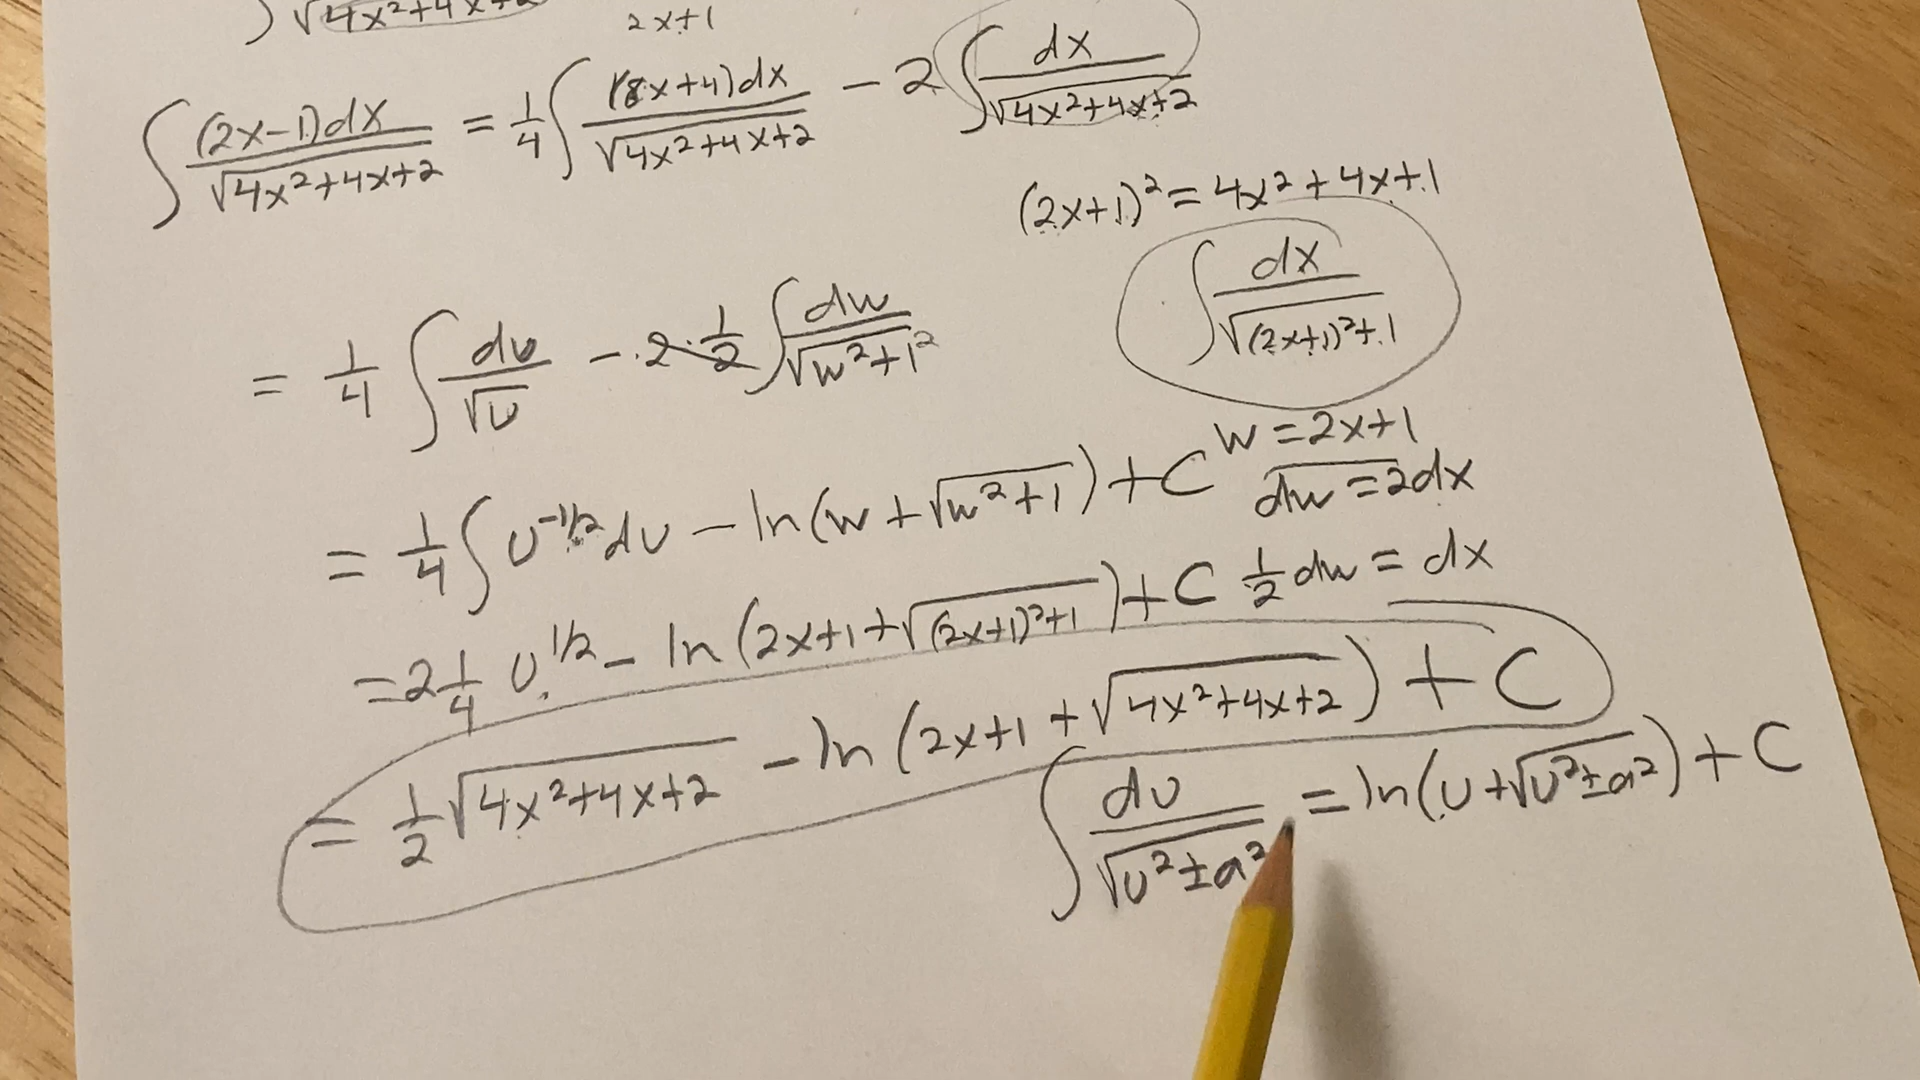 ∫ √4x²+4x+2
2x+1
∫ (2x-1)dx / √4x²+4x+2 = 1/4 ∫ (8x+4)dx / √4x²+4x+2 - 2 ∫ dx / √4x²+4x+2
(2x+1)² = 4x²+4x+1
∫ dx / √(2x+1)²+1
= 1/4 ∫ du / √u - 2·1/2 ∫ dw / √w²+1²
w = 2x+1
dw = 2dx
= 1/4 ∫ u^-1/2 du - ln(w + √w²+1) + C
1/2 dw = dx
= 2 1/4 u^1/2 - ln(2x+1+√(2x+1)²+1) + C
= 1/2 √4x²+4x+2 - ln(2x+1+√4x²+4x+2) + C
∫ du / √u²±a² = ln(u+√u²±a²) + C